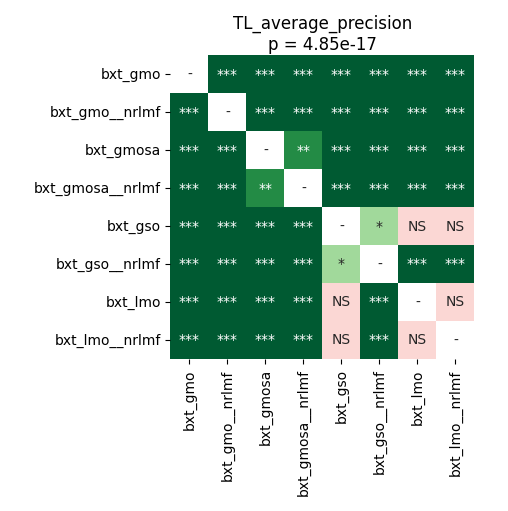 TL_average_precision
p = 4.85e-17
bxt_gmo - *** *** *** *** *** *** ***
bxt_gmo__nrlmf *** - *** *** *** *** *** ***
bxt_gmosa *** *** - ** *** *** *** ***
bxt_gmosa__nrlmf *** *** ** - *** *** *** ***
bxt_gso *** *** *** *** - * NS NS
bxt_gso__nrlmf *** *** *** *** * - *** ***
bxt_lmo *** *** *** *** NS *** - NS
bxt_lmo__nrlmf *** *** *** *** NS *** NS -
bxt_gmo
bxt_gmo__nrlmf
bxt_gmosa
bxt_gmosa__nrlmf
bxt_gso
bxt_gso__nrlmf
bxt_lmo
bxt_lmo__nrlmf